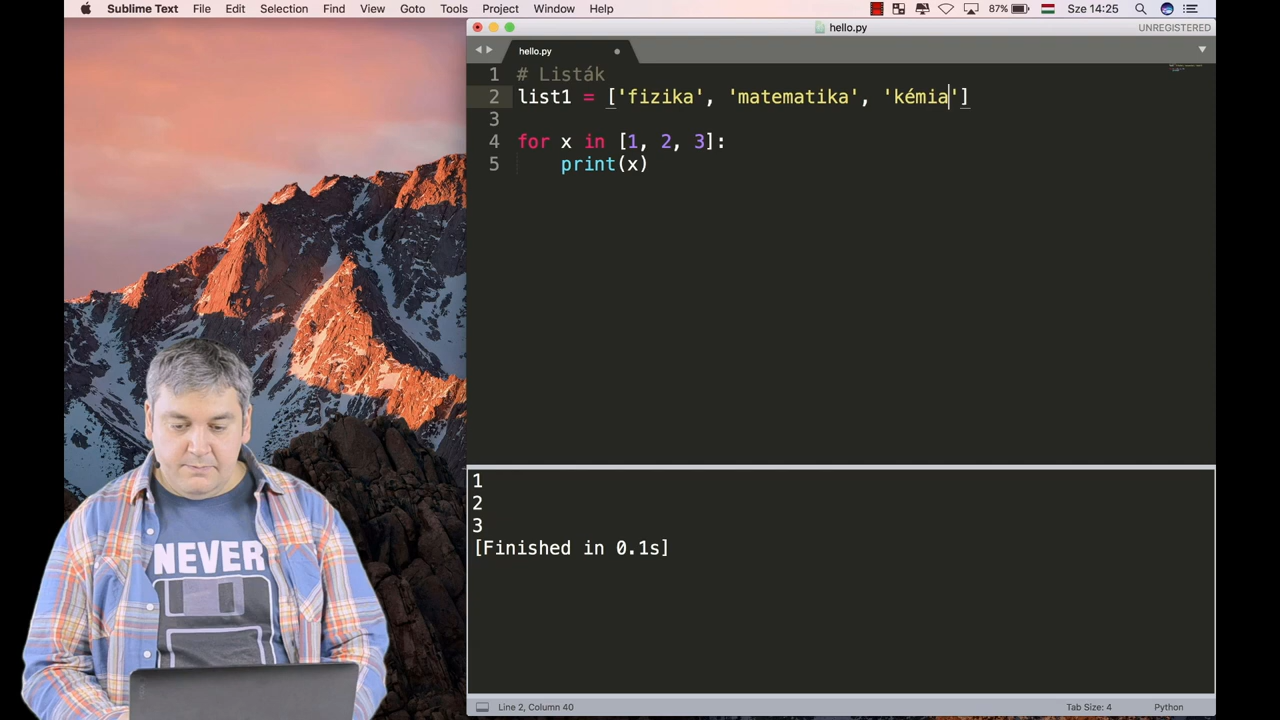 Sublime Text File Edit Selection Find View Goto Tools Project Window Help 87% Sze 14:25
hello.py UNREGISTERED
hello.py
1 # Listák
2 list1 = ['fizika', 'matematika', 'kémia']
3
4 for x in [1, 2, 3]:
5 print(x)
1
2
3
[Finished in 0.1s]
NEVER
Line 2, Column 40 Tab Size: 4 Python